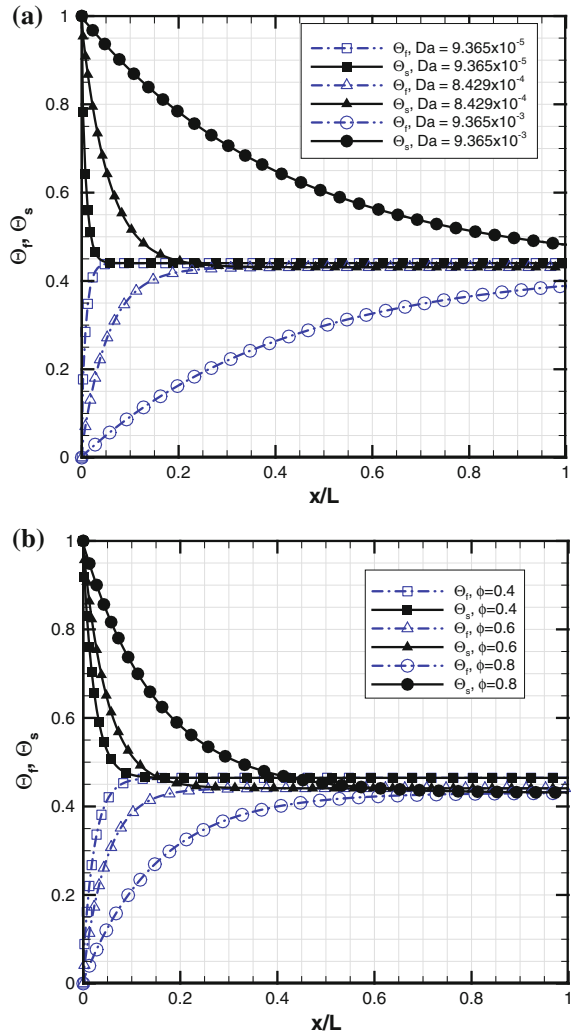 (a)
1
0.8
0.6
0.4
0.2
0
Θf, Θs
Θf, Da = 9.365x10-5
Θs, Da = 9.365x10-5
Θf, Da = 8.429x10-4
Θs, Da = 8.429x10-4
Θf, Da = 9.365x10-3
Θs, Da = 9.365x10-3
0 0.2 0.4 0.6 0.8 1
x/L
(b)
1
0.8
0.6
0.4
0.2
0
Θf, Θs
Θf, ϕ=0.4
Θs, ϕ=0.4
Θf, ϕ=0.6
Θs, ϕ=0.6
Θf, ϕ=0.8
Θs, ϕ=0.8
0 0.2 0.4 0.6 0.8 1
x/L